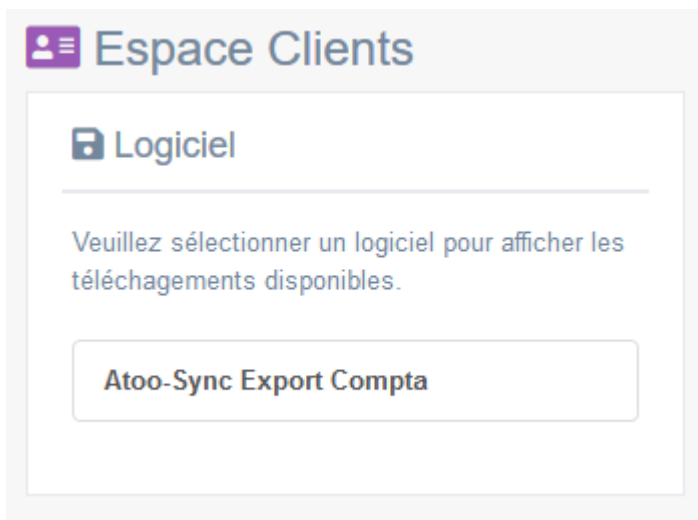 Espace Clients
Logiciel
Veuillez sélectionner un logiciel pour afficher les
téléchagements disponibles.
Atoo-Sync Export Compta